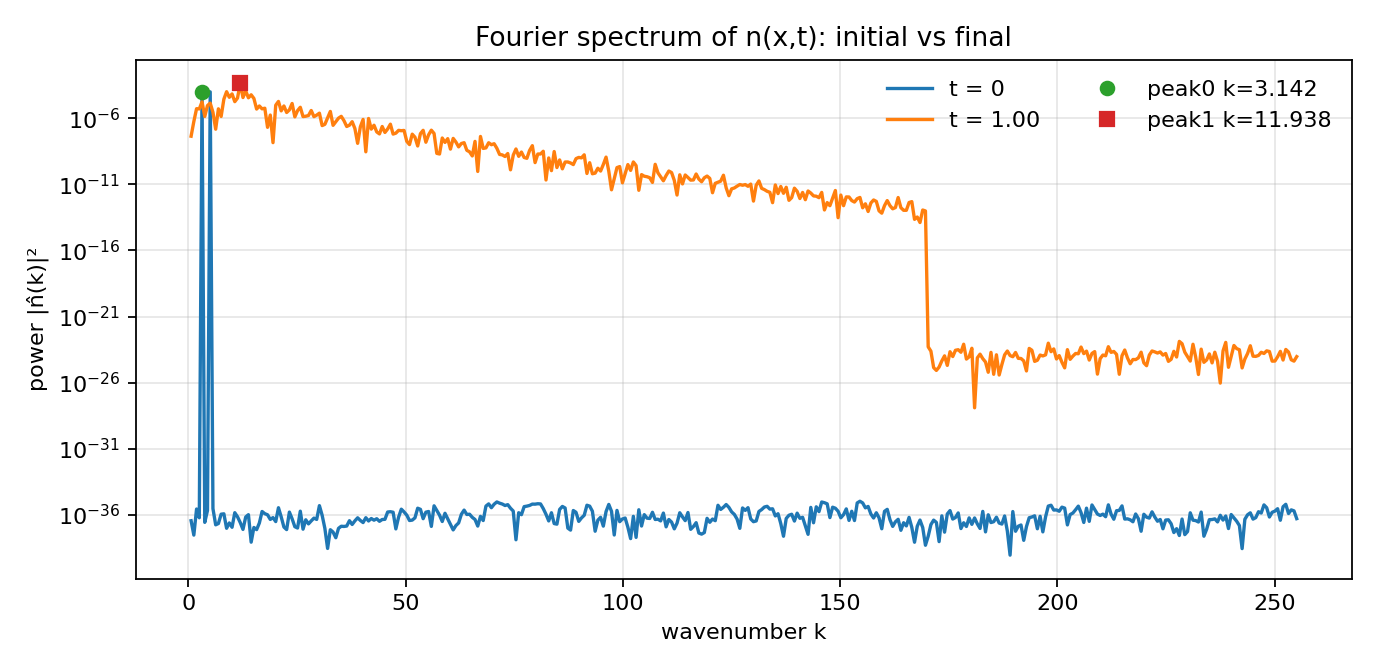 Fourier spectrum of n(x,t): initial vs final
t = 0
t = 1.00
peak0 k=3.142
peak1 k=11.938
power |n̂(k)|²
10⁻⁶
10⁻¹¹
10⁻¹⁶
10⁻²¹
10⁻²⁶
10⁻³¹
10⁻³⁶
0 50 100 150 200 250
wavenumber k